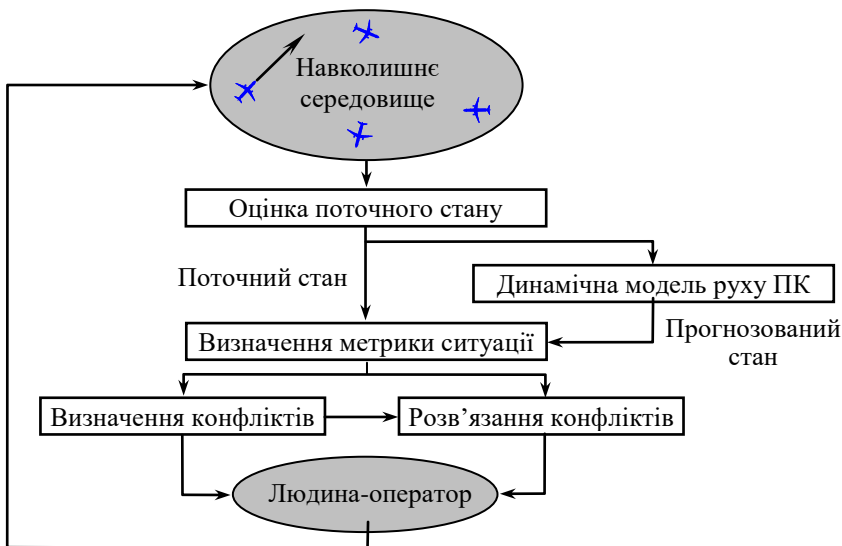 Навколишнє
середовище
Оцінка поточного стану
Поточний стан
Динамічна модель руху ПК
Визначення метрики ситуації
Прогнозований
стан
Визначення конфліктів
Розв’язання конфліктів
Людина-оператор